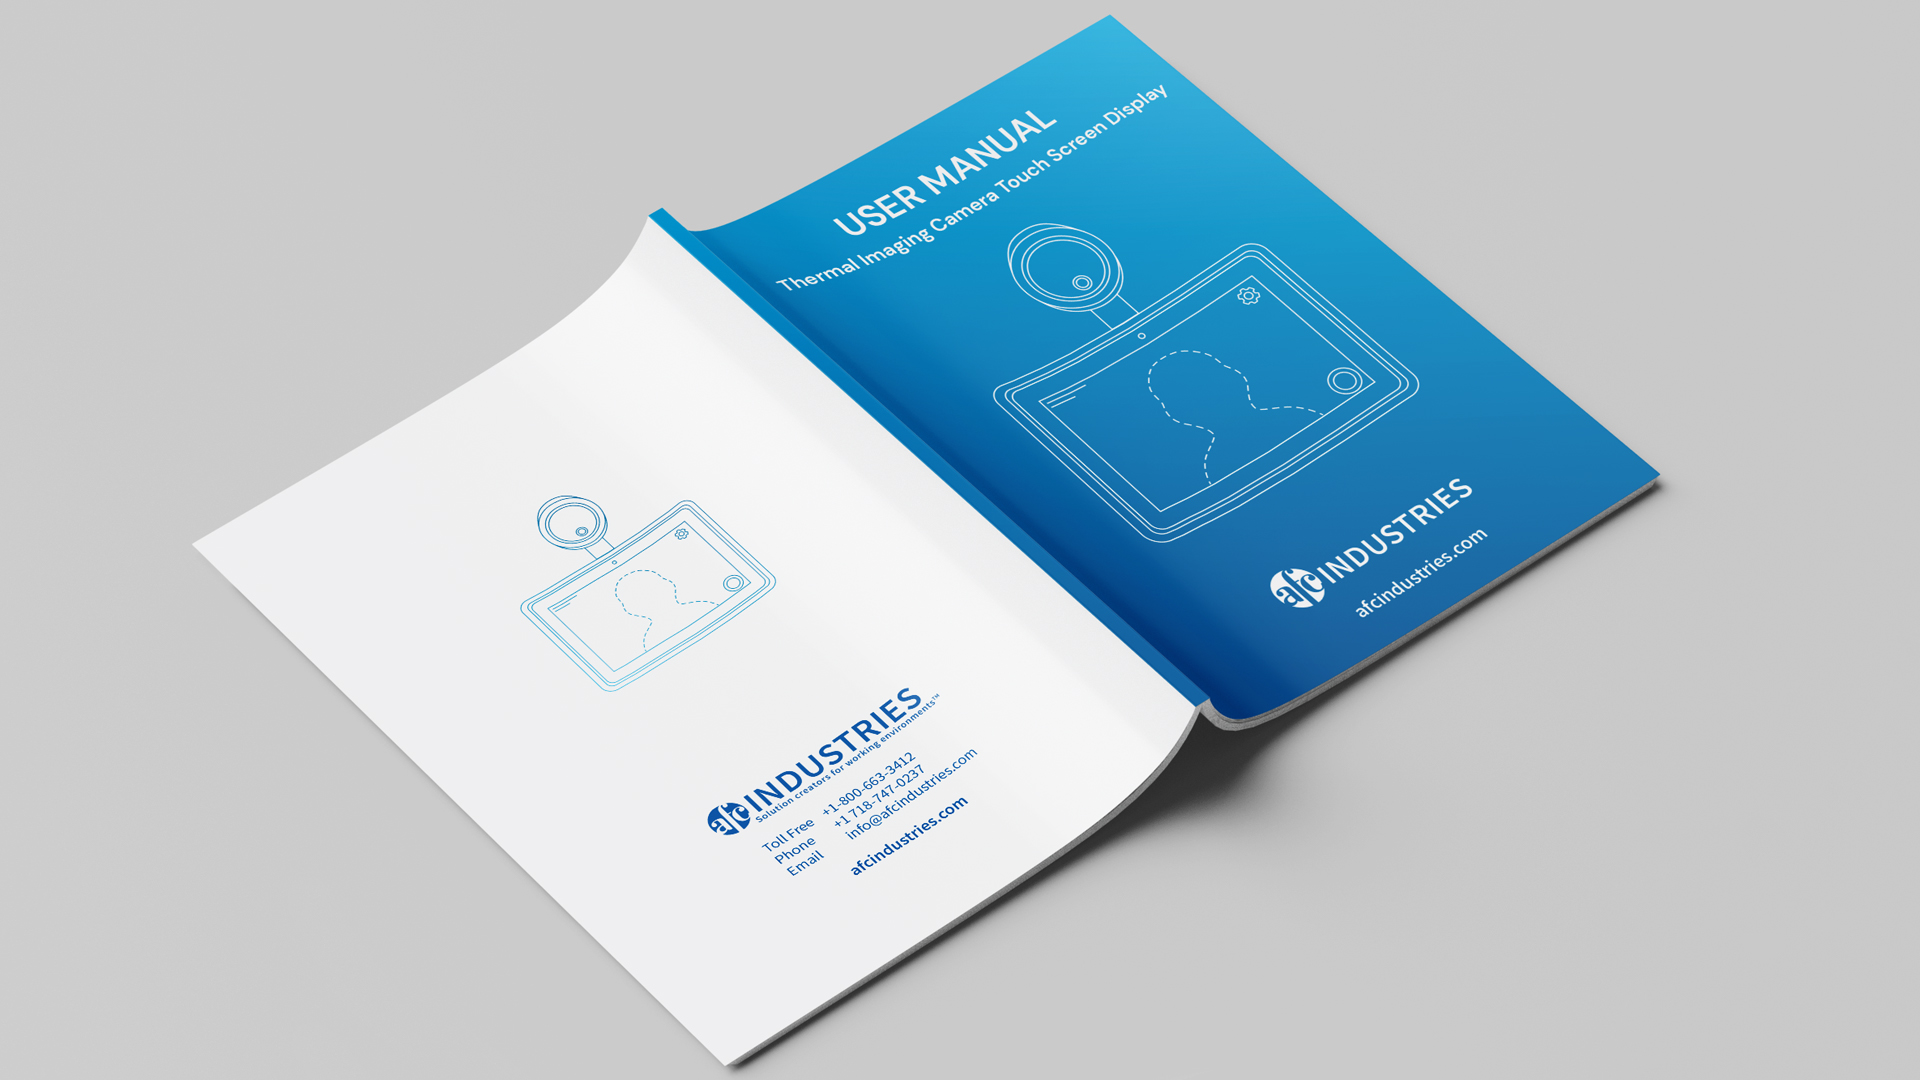 USER MANUAL
Thermal Imaging Camera Touch Screen Display
afc INDUSTRIES
afcindustries.com
afc INDUSTRIES
Solution creators for working environments™
Toll Free +1-800-663-3412
Phone +1 718-747-0237
Email info@afcindustries.com
afcindustries.com